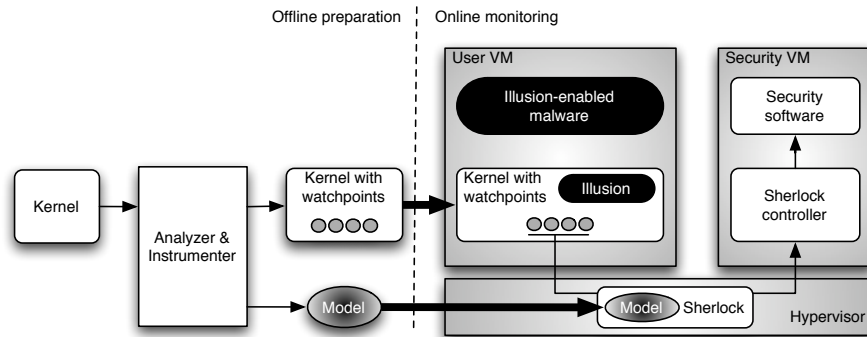 Offline preparation
Online monitoring
User VM
Security VM
Illusion-enabled
malware
Security
software
Kernel
Analyzer &
Instrumenter
Kernel with
watchpoints
Kernel with
watchpoints
Illusion
Sherlock
controller
Model
Model
Sherlock
Hypervisor